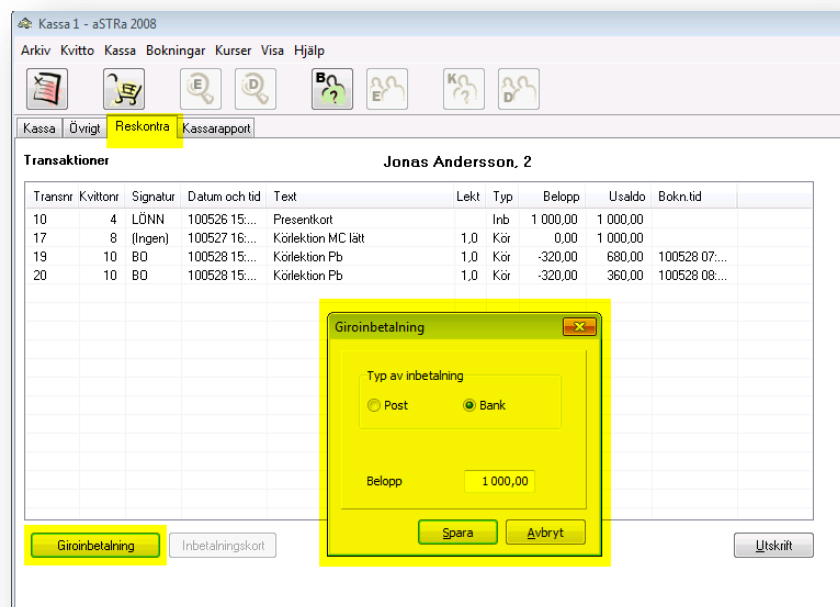 Kassa 1 - aSTRa 2008
Arkiv Kvitto Kassa Bokningar Kurser Visa Hjälp
E D B ? E K ? D
Kassa Övrigt Reskontra Kassarapport
Transaktioner Jonas Andersson, 2
Transnr Kvittonr Signatur Datum och tid Text Lekt Typ Belopp Usaldo Bokn.tid
10 4 LÖNN 100526 15:... Presentkort Inb 1 000,00 1 000,00
17 8 (Ingen) 100527 16:... Körlektion MC lätt 1,0 Kör 0,00 1 000,00
19 10 BO 100528 15:... Körlektion Pb 1,0 Kör -320,00 680,00 100528 07:...
20 10 BO 100528 15:... Körlektion Pb 1,0 Kör -320,00 360,00 100528 08:...
Giroinbetalning
Typ av inbetalning
Post Bank
Belopp 1 000,00
Spara Avbryt
Giroinbetalning Inbetalningskort Utskrift